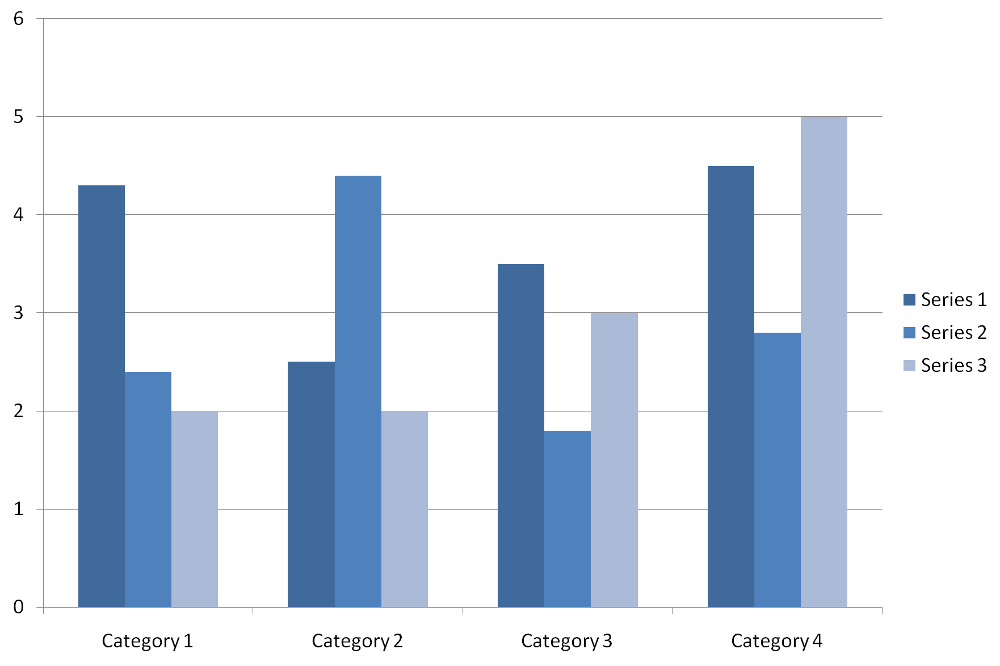 6
5
4
3
2
1
0
Category 1
Category 2
Category 3
Category 4
Series 1
Series 2
Series 3